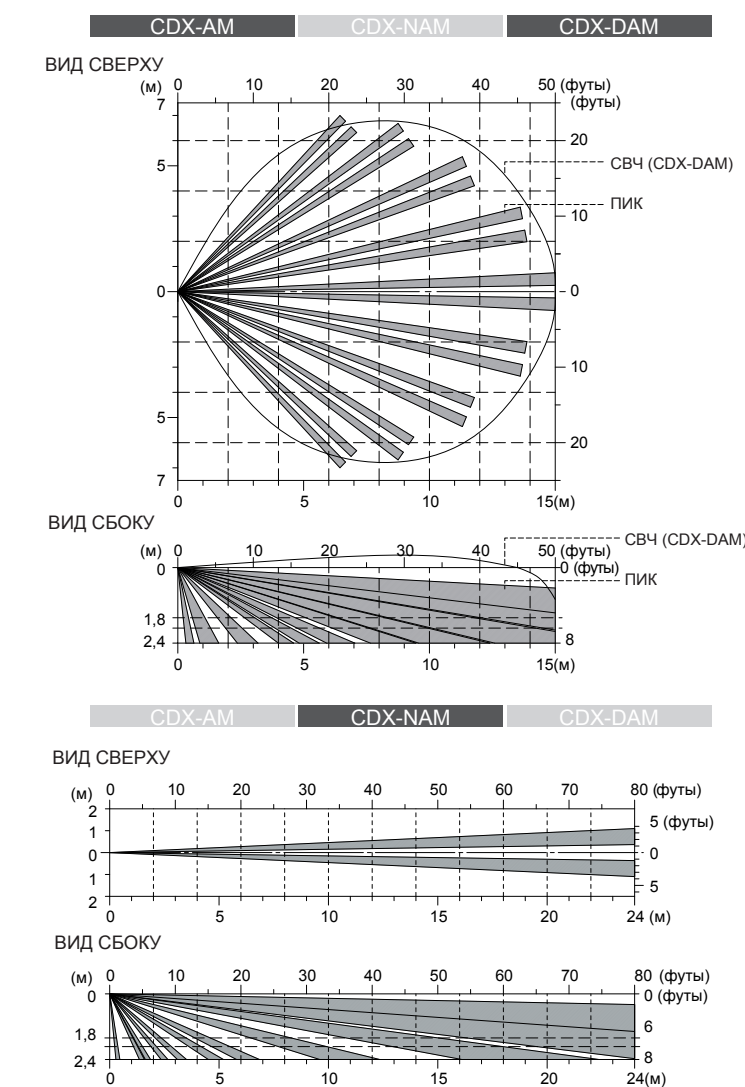 CDX-AM CDX-NAM CDX-DAM
ВИД СВЕРХУ
(м) 0 10 20 30 40 50 (футы)
7 (футы)
20
5 СВЧ (CDX-DAM)
ПИК
10
0 0
10
5
20
7
0 5 10 15(м)
ВИД СБОКУ
СВЧ (CDX-DAM)
(м) 0 10 20 30 40 50 (футы)
0 0 (футы)
ПИК
1,8
2,4 8
0 5 10 15(м)
CDX-AM CDX-NAM CDX-DAM
ВИД СВЕРХУ
(м) 0 10 20 30 40 50 60 70 80 (футы)
2
1 5 (футы)
0 0
1
5
2
0 5 10 15 20 24 (м)
ВИД СБОКУ
(м) 0 10 20 30 40 50 60 70 80 (футы)
0 0 (футы)
6
1,8
2,4 8
0 5 10 15 20 24(м)